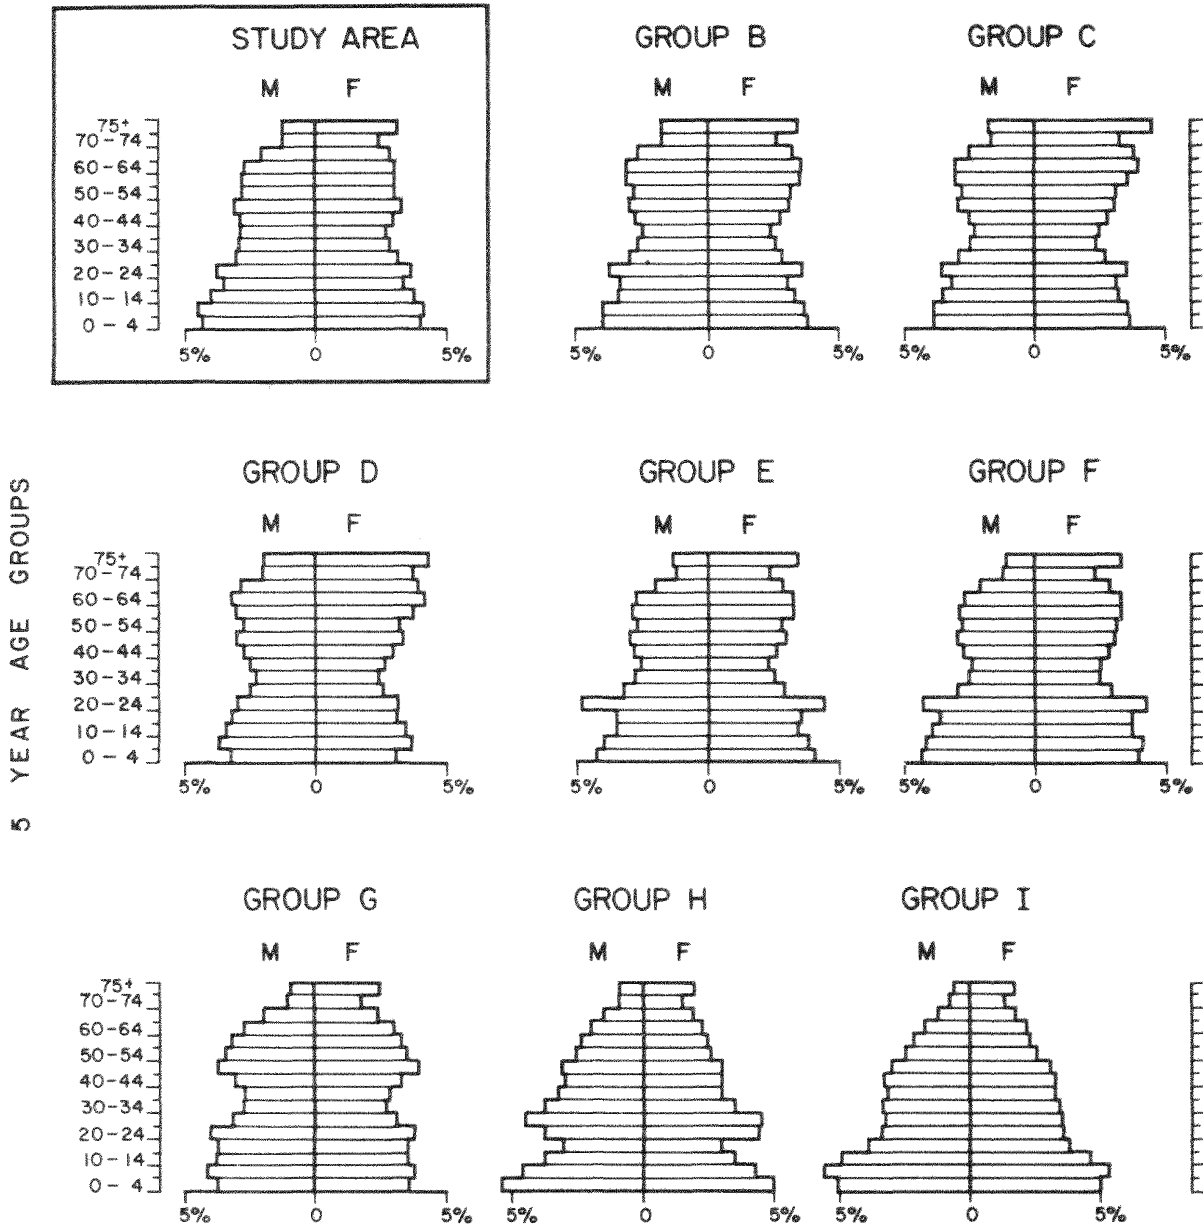 STUDY AREA
M F
75+
70-74
60-64
50-54
40-44
30-34
20-24
10-14
0-4
5% 0 5%
GROUP B
M F
5% 0 5%
GROUP C
M F
5% 0 5%
5 YEAR AGE GROUPS
GROUP D
M F
75+
70-74
60-64
50-54
40-44
30-34
20-24
10-14
0-4
5% 0 5%
GROUP E
M F
5% 0 5%
GROUP F
M F
5% 0 5%
GROUP G
M F
75+
70-74
60-64
50-54
40-44
30-34
20-24
10-14
0-4
5% 0 5%
GROUP H
M F
5% 0 5%
GROUP I
M F
5% 0 5%